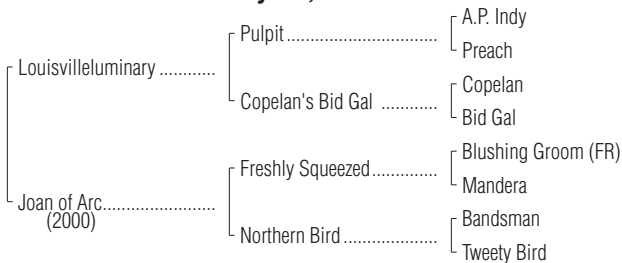 A.P. Indy
Pulpit
Preach
Louisvilleluminary
Copelan
Copelan's Bid Gal
Bid Gal
Blushing Groom (FR)
Freshly Squeezed
Mandera
Joan of Arc
(2000)
Bandsman
Northern Bird
Tweety Bird